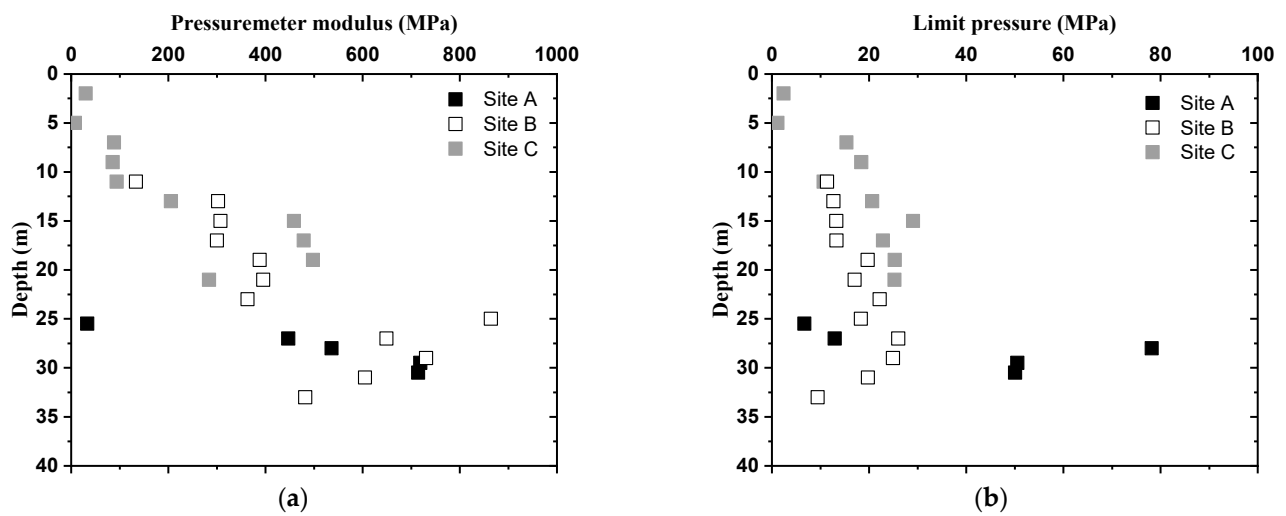 Pressuremeter modulus (MPa)
0 200 400 600 800 1000
0
5
10
15
20
25
30
35
40
Depth (m)
Site A
Site B
Site C
(a)
Limit pressure (MPa)
0 20 40 60 80 100
0
5
10
15
20
25
30
35
40
Depth (m)
Site A
Site B
Site C
(b)